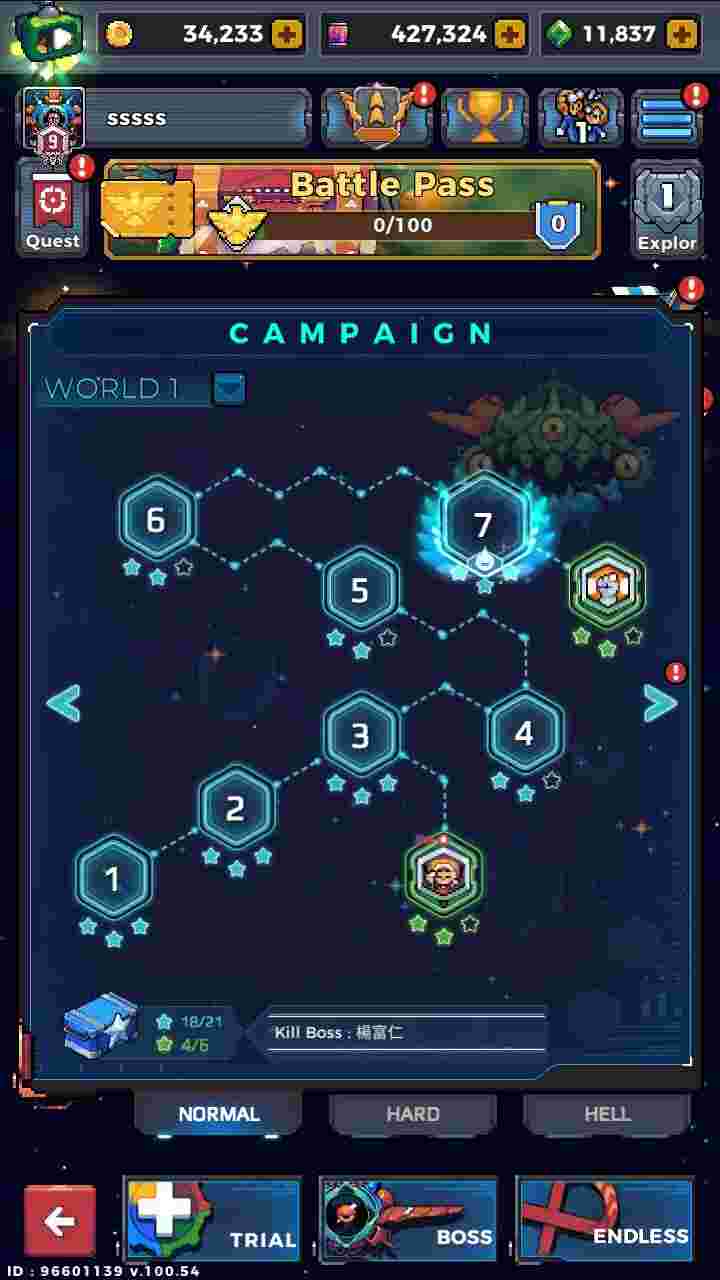 34,233
427,324
11,837
9
sssss
1
Quest
Battle Pass
0/100
0
1
Explor
CAMPAIGN
WORLD 1
6
7
5
3
4
2
1
18/21
4/6
Kill Boss : 楊富仁
NORMAL
HARD
HELL
TRIAL
BOSS
ENDLESS
ID : 96601139 v.100.54